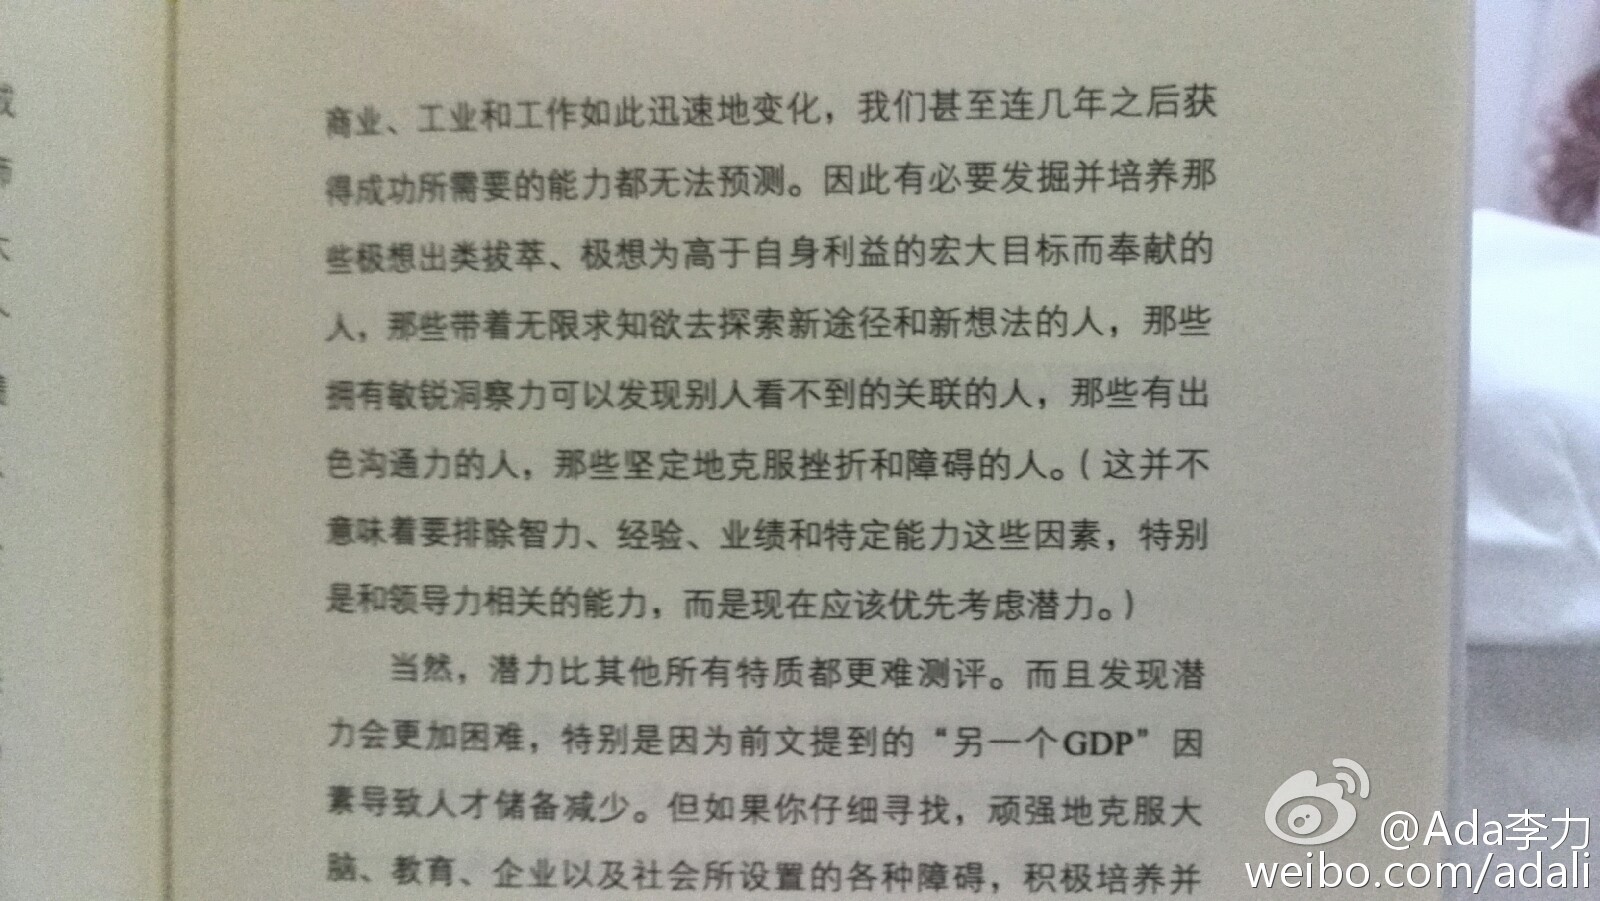 商业、工业和工作如此迅速地变化，我们甚至连几年之后获
得成功所需要的能力都无法预测。因此有必要发掘并培养那
些极想出类拔萃、极想为高于自身利益的宏大目标而奉献的
人，那些带着无限求知欲去探索新途径和新想法的人，那些
拥有敏锐洞察力可以发现别人看不到的关联的人，那些有出
色沟通力的人，那些坚定地克服挫折和障碍的人。（这并不
意味着要排除智力、经验、业绩和特定能力这些因素，特别
是和领导力相关的能力，而是现在应该优先考虑潜力。）
当然，潜力比其他所有特质都更难测评。而且发现潜
力会更加困难，特别是因为前文提到的“另一个GDP”因
素导致人才储备减少。但如果你仔细寻找，顽强地克服大
脑、教育、企业以及社会所设置的各种障碍，积极培养并
@Ada李力
weibo.com/adali